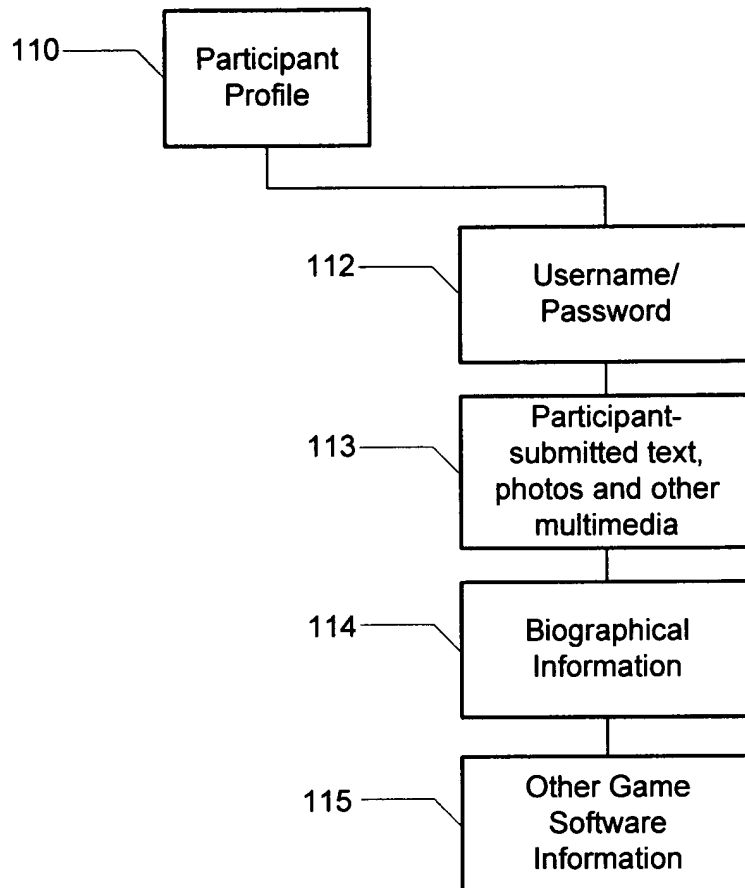 110
Participant
Profile
112
Username/
Password
113
Participant-
submitted text,
photos and other
multimedia
114
Biographical
Information
115
Other Game
Software
Information